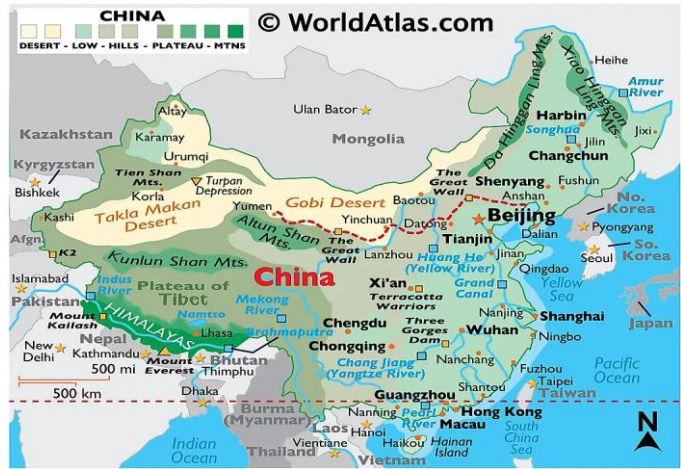 CHINA
© WorldAtlas.com
DESERT - LOW - HILLS - PLATEAU - MTNS
Da Hinggan Ling Mts.
Xiao Hinggan Ling Mts.
Heihe
Amur
River
Altay
Ulan Bator
Harbin
Songhua
Jixi
Kazakhstan
Karamay
Mongolia
Jilin
Changchun
Urumqi
Kyrgyzstan
Tien Shan
Mts.
Turpan
Depression
The
Great
Wall
Shenyang
Fushun
Bishkek
Korla
Gobi Desert
Baotou
Anshan
No.
Korea
Takla Makan
Desert
Yumen
Yinchuan
Datong
Beijing
Kashi
Altun Shan
Mts.
Tianjin
Dalian
Pyongyang
Afgn.
The
Great
Wall
Lanzhou
Huang He
(Yellow River)
Jinan
Seoul
So.
Korea
K2
Kunlun Shan Mts.
Qingdao
Islamabad
Indus
River
China
Xi'an
Terracotta
Warriors
Grand
Canal
Yellow
Sea
Plateau of
Tibet
Pakistan
Mekong
River
Nanjing
Shanghai
Japan
Mount
Kailash
HIMALAYAS
Namtso
Chengdu
Three
Gorges
Dam
Wuhan
Ningbo
Nepal
Lhasa
Brahmaputra
Chongqing
New
Delhi
Kathmandu
Mount
Everest
Bhutan
Thimphu
Chang Jiang
(Yangtze River)
Nanchang
Fuzhou
Pacific
Ocean
500 mi
500 km
Dhaka
Guangzhou
Shantou
Taipei
Taiwan
Burma
(Myanmar)
Nanning
Pearl
River
Hong Kong
Macau
N
Laos
Hanoi
Haikou
Hainan
Island
South
China
Sea
Indian
Ocean
Vientiane
Thailand
Vietnam